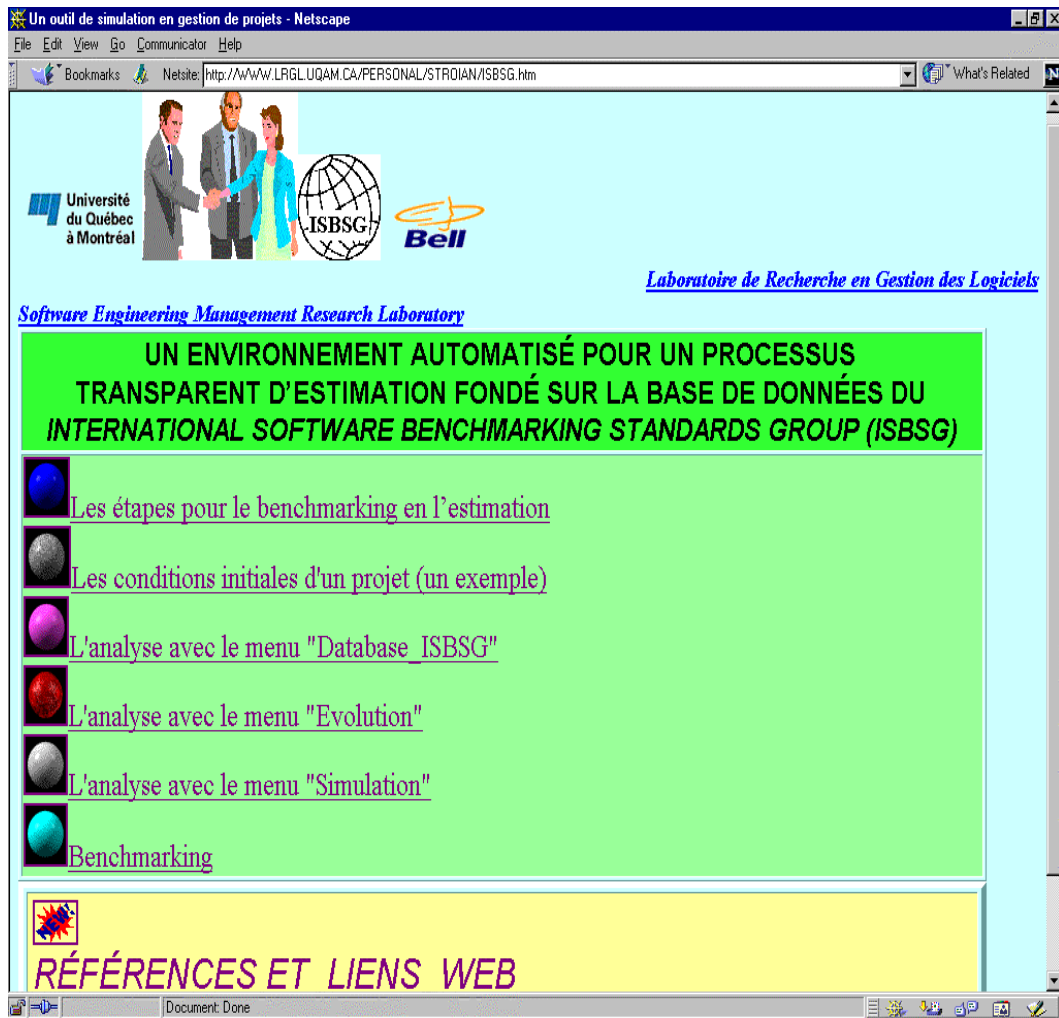 Un outil de simulation en gestion de projets - Netscape
File Edit View Go Communicator Help
Bookmarks Netsite: http://WWW.LRGL.UQAM.CA/PERSONAL/STROIAN/ISBSG.htm What's Related N
Université
du Québec
à Montréal
ISBSG
Bell
Laboratoire de Recherche en Gestion des Logiciels
Software Engineering Management Research Laboratory
UN ENVIRONNEMENT AUTOMATISÉ POUR UN PROCESSUS
TRANSPARENT D’ESTIMATION FONDÉ SUR LA BASE DE DONNÉES DU
INTERNATIONAL SOFTWARE BENCHMARKING STANDARDS GROUP (ISBSG)
Les étapes pour le benchmarking en l’estimation
Les conditions initiales d'un projet (un exemple)
L'analyse avec le menu "Database_ISBSG"
L'analyse avec le menu "Evolution"
L'analyse avec le menu "Simulation"
Benchmarking
NEW!
RÉFÉRENCES ET LIENS WEB
Document: Done